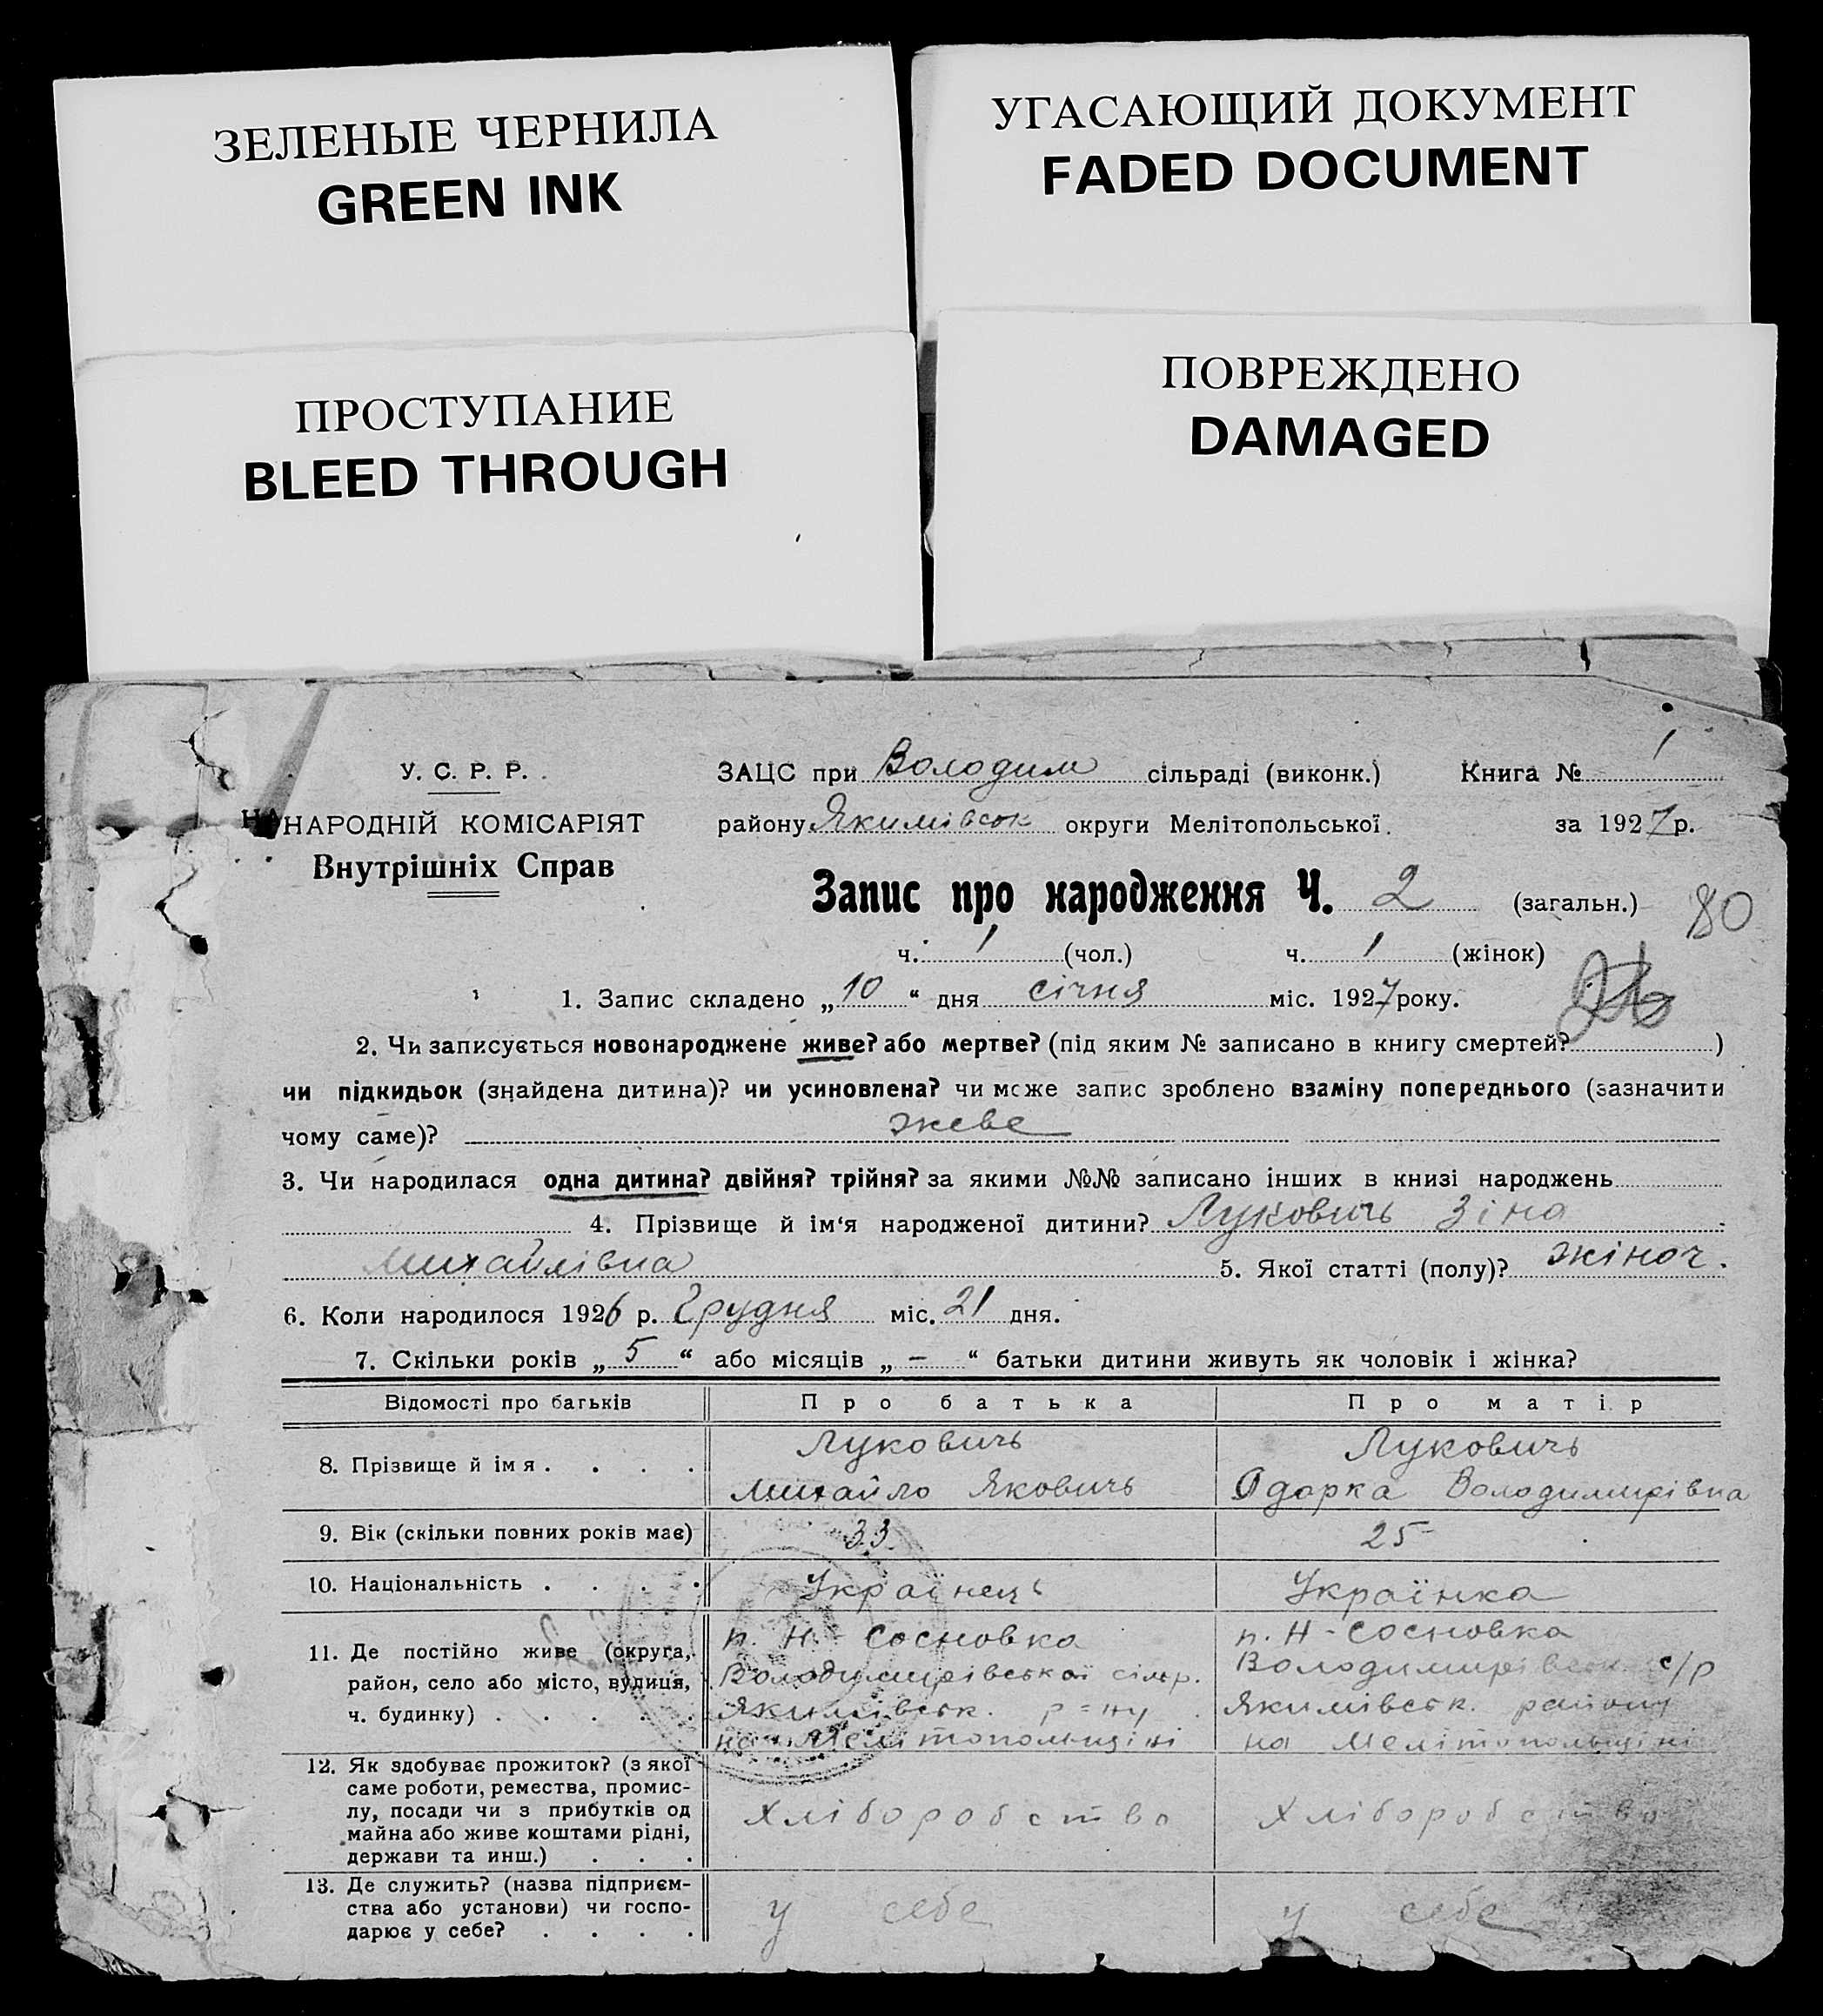 ЗЕЛЕНЫЕ ЧЕРНИЛА
GREEN INK
УГАСАЮЩИЙ ДОКУМЕНТ
FADED DOCUMENT
ПРОСТУПАНИЕ
BLEED THROUGH
ПОВРЕЖДЕНО
DAMAGED
У. С. Р. Р.
НАРОДНІЙ КОМІСАРІЯТ
Внутрішніх Справ
ЗАЦС при Володим сільраді (виконк.) Книга № 1
району Якимівськ округи Мелітопольської. за 1927 р.
Запис про народження Ч. 2 (загальн.) 80
ч. 1 (чол.) ч. 1 (жінок)
1. Запис складено „10“ дня січня міс. 1927 року.
2. Чи записується новонароджене живе? або мертве? (під яким № записано в книгу смертей? )
чи підкидьок (знайдена дитина)? чи усиновлена? чи може запис зроблено взаміну попереднього (зазначити
чому саме)? живе
3. Чи народилася одна дитина? двійня? трійня? за якими №№ записано інших в книзі народжень
4. Прізвище й ім‘я народженої дитини? Луковичь Зіна
Михайлівна 5. Якої статті (полу)? жіноч.
6. Коли народилося 1926 р. Грудня міс. 21 дня.
7. Скільки років „5“ або місяців „–“ батьки дитини живуть як чоловік і жінка?
Відомості про батьків Про батька Про матір
8. Прізвище й імя . . . . Луковичь Михайло Яковичь Луковичь Одарка Володимирівна
9. Вік (скільки повних років має) 33 25
10. Національність . . . . Українець Українка
11. Де постійно живе (округа, п. Н.-Сосновка п. Н-Сосновка
район, село або місто, вулиця, Володимирівської сільр. Володимирівськ с/р
ч. будинку) . . . . . Якимівськ. р=ну Якимівськ. району
на Мелітопольщіні на Мелітопольщіні
12. Як здобуває прожиток? (з якої
саме роботи, ремества, промис-
лу, посади чи з прибутків од Хліборобство Хліборобство
майна або живе коштами рідні,
держави та инш.) . . .
13. Де служить? (назва підприєм-
ства або установи) чи госпо- у себе у себе
дарює у себе? . . . .